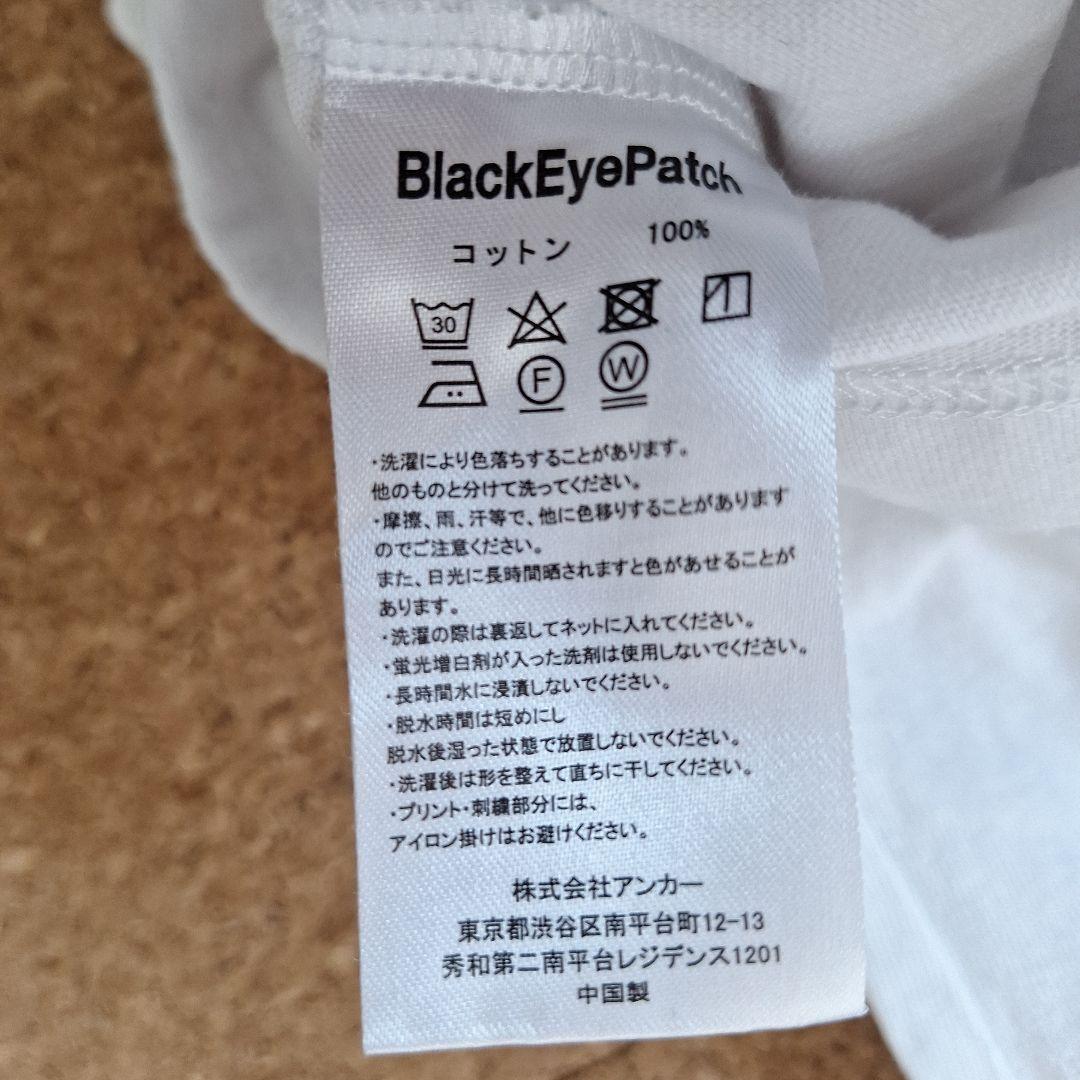 BlackEyePatch
コットン 100%
30
F W
・洗濯により色落ちすることがあります。
他のものと分けて洗ってください。
・摩擦、雨、汗等で、他に色移りすることがあります
のでご注意ください。
また、日光に長時間晒されますと色があせることが
あります。
・洗濯の際は裏返してネットに入れてください。
・蛍光増白剤が入った洗剤は使用しないでください。
・長時間水に浸漬しないでください。
・脱水時間は短めにし
脱水後湿った状態で放置しないでください。
・洗濯後は形を整えて直ちに干してください。
・プリント・刺繍部分には、
アイロン掛けはお避けください。
株式会社アンカー
東京都渋谷区南平台町12-13
秀和第二南平台レジデンス1201
中国製